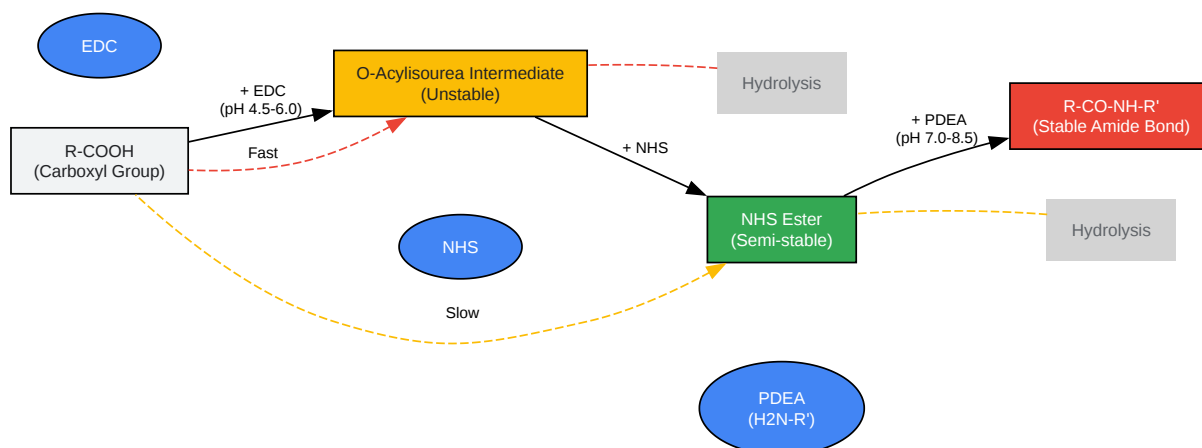 EDC
O-Acylisourea Intermediate
(Unstable)
Hydrolysis
+ EDC
(pH 4.5-6.0)
R-COOH
(Carboxyl Group)
Fast
+ NHS
+ PDEA
(pH 7.0-8.5)
R-CO-NH-R'
(Stable Amide Bond)
NHS
NHS Ester
(Semi-stable)
Hydrolysis
Slow
PDEA
(H2N-R')